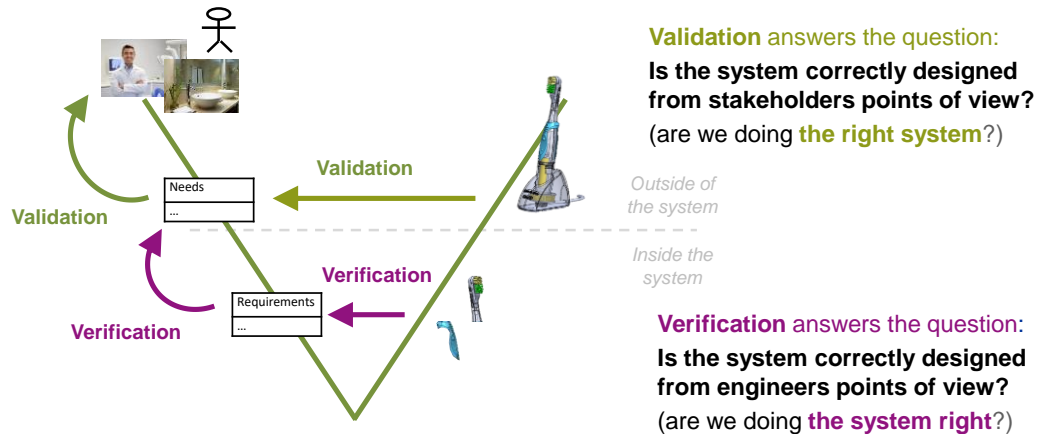 Validation answers the question:
Is the system correctly designed
from stakeholders points of view?
(are we doing the right system?)
Validation
Needs
...
Validation
Outside of
the system
Inside the
system
Verification
Requirements
...
Verification
Verification answers the question:
Is the system correctly designed
from engineers points of view?
(are we doing the system right?)